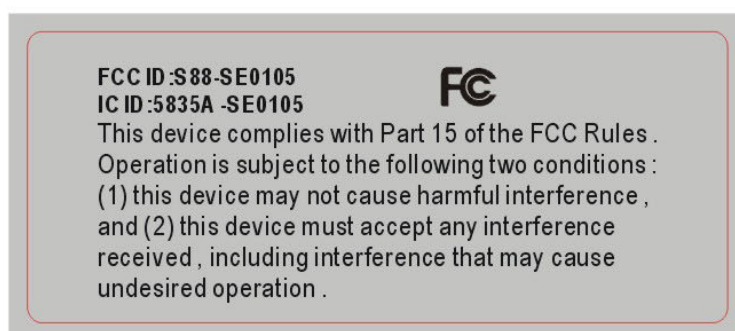 FCC ID:S88-SE0105
FC
IC ID:5835A -SE0105
This device complies with Part 15 of the FCC Rules .
Operation is subject to the following two conditions :
(1) this device may not cause harmful interference ,
and (2) this device must accept any interference
received , including interference that may cause
undesired operation .